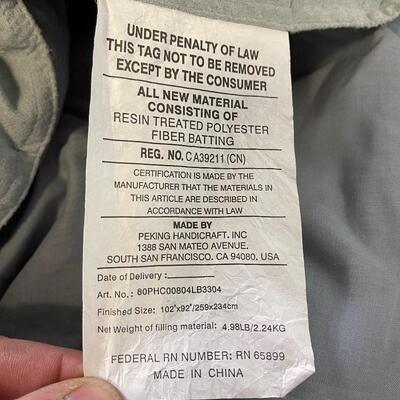 UNDER PENALTY OF LAW
THIS TAG NOT TO BE REMOVED
EXCEPT BY THE CONSUMER
ALL NEW MATERIAL
CONSISTING OF
RESIN TREATED POLYESTER
FIBER BATTING
REG. NO. CA39211 (CN)
CERTIFICATION IS MADE BY THE
MANUFACTURER THAT THE MATERIALS IN
THIS ARTICLE ARE DESCRIBED IN
ACCORDANCE WITH LAW
MADE BY
PEKING HANDICRAFT. INC
1388 SAN MATEO AVENUE.
SOUTH SAN FRANCISCO. CA 94080. USA
Date of Delivery :
Art. No.: 80PHC00804LB3304
Finished Size: 102"x92"/259x234cm
Net Weight of filling material: 4.98LB/2.24KG
FEDERAL RN NUMBER: RN 65899
MADE IN CHINA